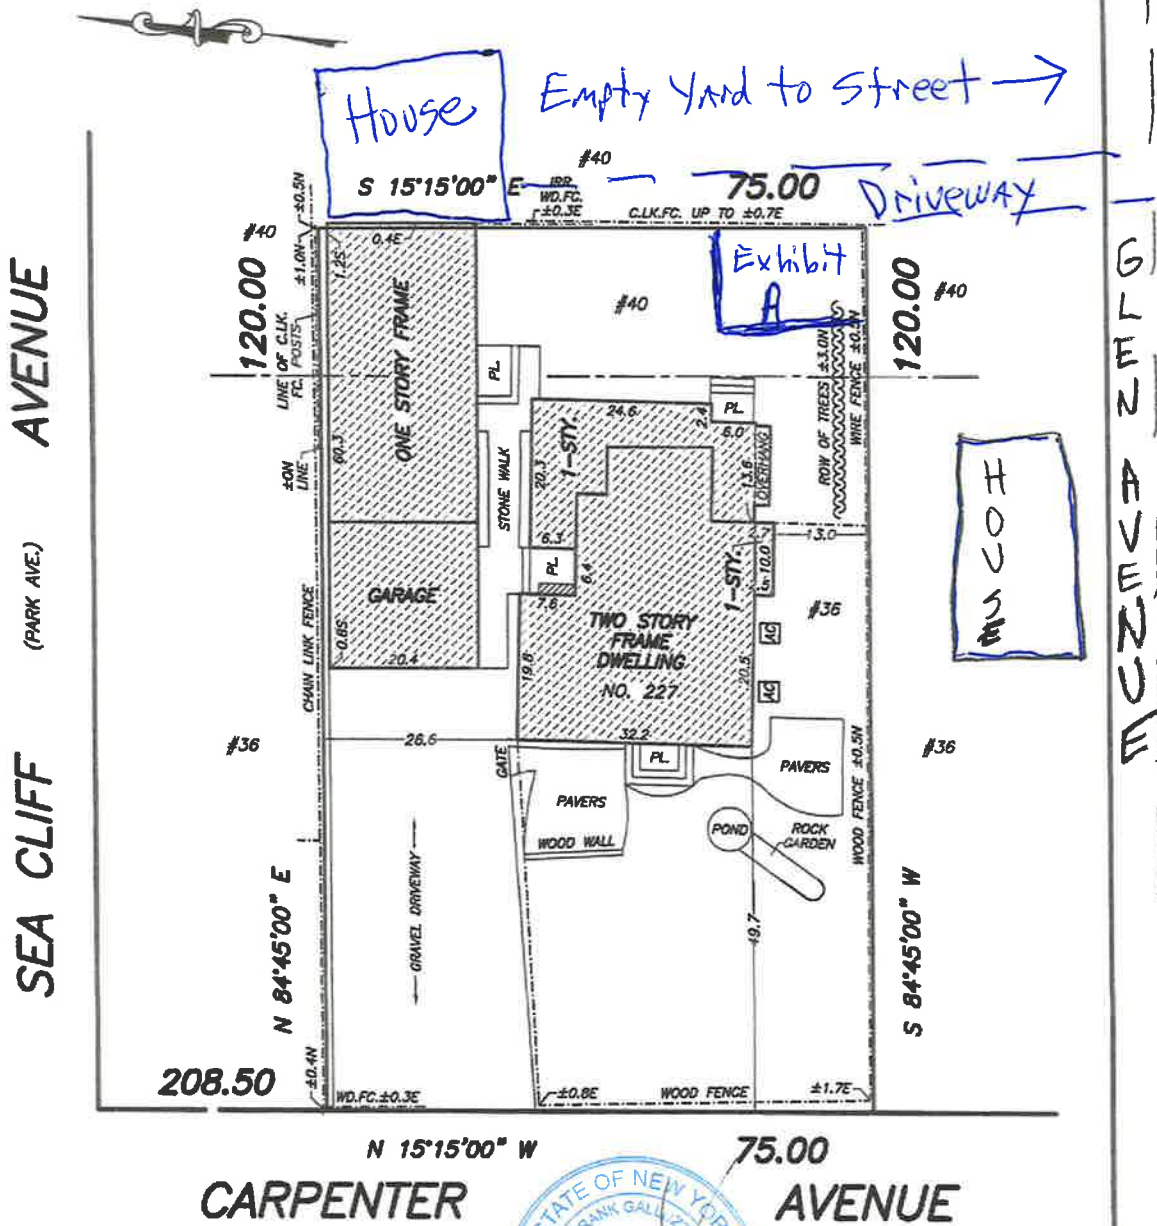 House
Empty Yard to Street →
#40
S 15°15'00" E
IRR.
WD.FC.
±0.3E
75.00
C.LK.FC. UP TO ±0.7E
Driveway
±0.5N
#40
±1.0N
1.2S
0.4E
Exhibit
A
#40
120.00
LINE OF C.LK.
FC. POSTS
120.00
#40
SEA CLIFF AVENUE
(PARK AVE.)
GLEN AVENUE
ONE STORY FRAME
60.3
±ON
LINE
PL.
STONE WALK
24.6
1-STY.
20.3
2.4
PL.
6.0
13.6
OVERHANG
ROW OF TREES ±3.0N
WIRE FENCE
HOUSE
6.3
PL
6.4
7.6
1-STY.
10.0
13.0
GARAGE
0.6S
20.4
CHAIN LINK FENCE
TWO STORY
FRAME
DWELLING
NO. 227
19.8
20.5
32.2
AC
AC
#36
#36
26.6
GATE
PL.
PAVERS
PAVERS
WOOD WALL
WOOD FENCE ±0.5N
#36
POND
ROCK
GARDEN
GRAVEL DRIVEWAY
49.7
N 84°45'00" E
S 84°45'00" W
208.50
±0.4N
WD.FC.±0.3E
±0.8E
WOOD FENCE
±1.7E
N 15°15'00" W
75.00
CARPENTER AVENUE
STATE OF NEW YOR